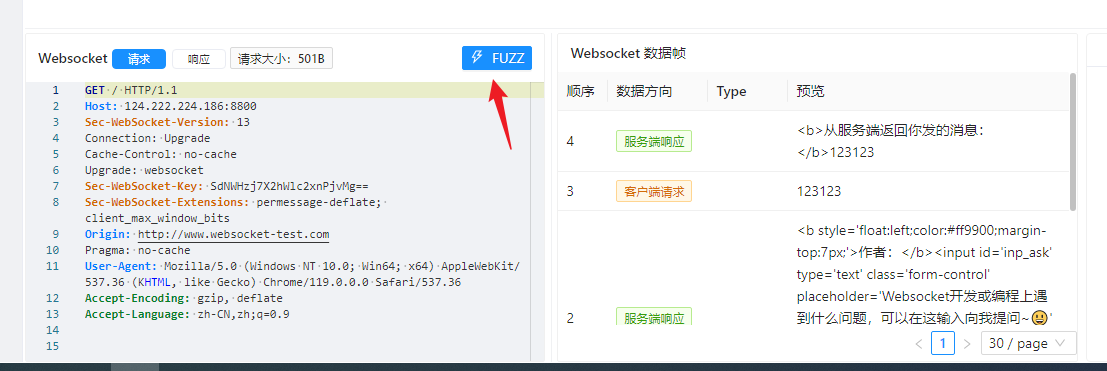 Websocket 请求 响应 请求大小：501B FUZZ
1 GET / HTTP/1.1
2 Host: 124.222.224.186:8800
3 Sec-WebSocket-Version: 13
4 Connection: Upgrade
5 Cache-Control: no-cache
6 Upgrade: websocket
7 Sec-WebSocket-Key: SdNWHzj7X2hWlc2xnPjvMg==
8 Sec-WebSocket-Extensions: permessage-deflate;
client_max_window_bits
9 Origin: http://www.websocket-test.com
10 Pragma: no-cache
11 User-Agent: Mozilla/5.0 (Windows NT 10.0; Win64; x64) AppleWebKit/
537.36 (KHTML, like Gecko) Chrome/119.0.0.0 Safari/537.36
12 Accept-Encoding: gzip, deflate
13 Accept-Language: zh-CN,zh;q=0.9
14
15
Websocket 数据帧
顺序 数据方向 Type 预览
4 服务端响应 <b>从服务端返回你发的消息：
</b>123123
3 客户端请求 123123
<b style='float:left;color:#ff9900;margin-
top:7px;'>作者：</b><input id='inp_ask'
type='text' class='form-control'
placeholder='Websocket开发或编程上遇
2 服务端响应 到什么问题，可以在这输入向我提问~😃'
< 1 > 30 / page